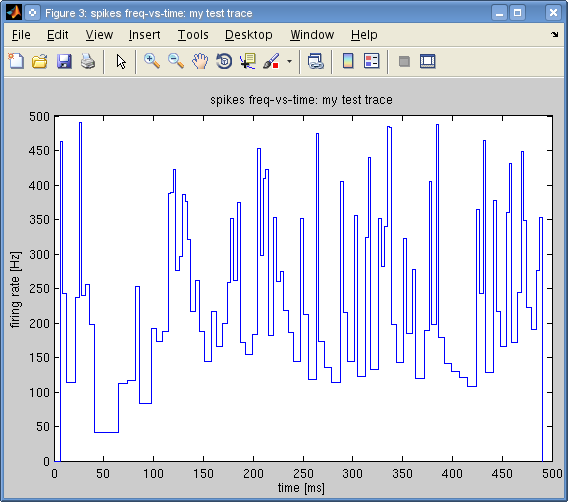 Figure 3: spikes freq-vs-time: my test trace
File Edit View Insert Tools Desktop Window Help
spikes freq-vs-time: my test trace
500
450
400
350
300
250
200
150
100
50
0
firing rate [Hz]
0 50 100 150 200 250 300 350 400 450 500
time [ms]